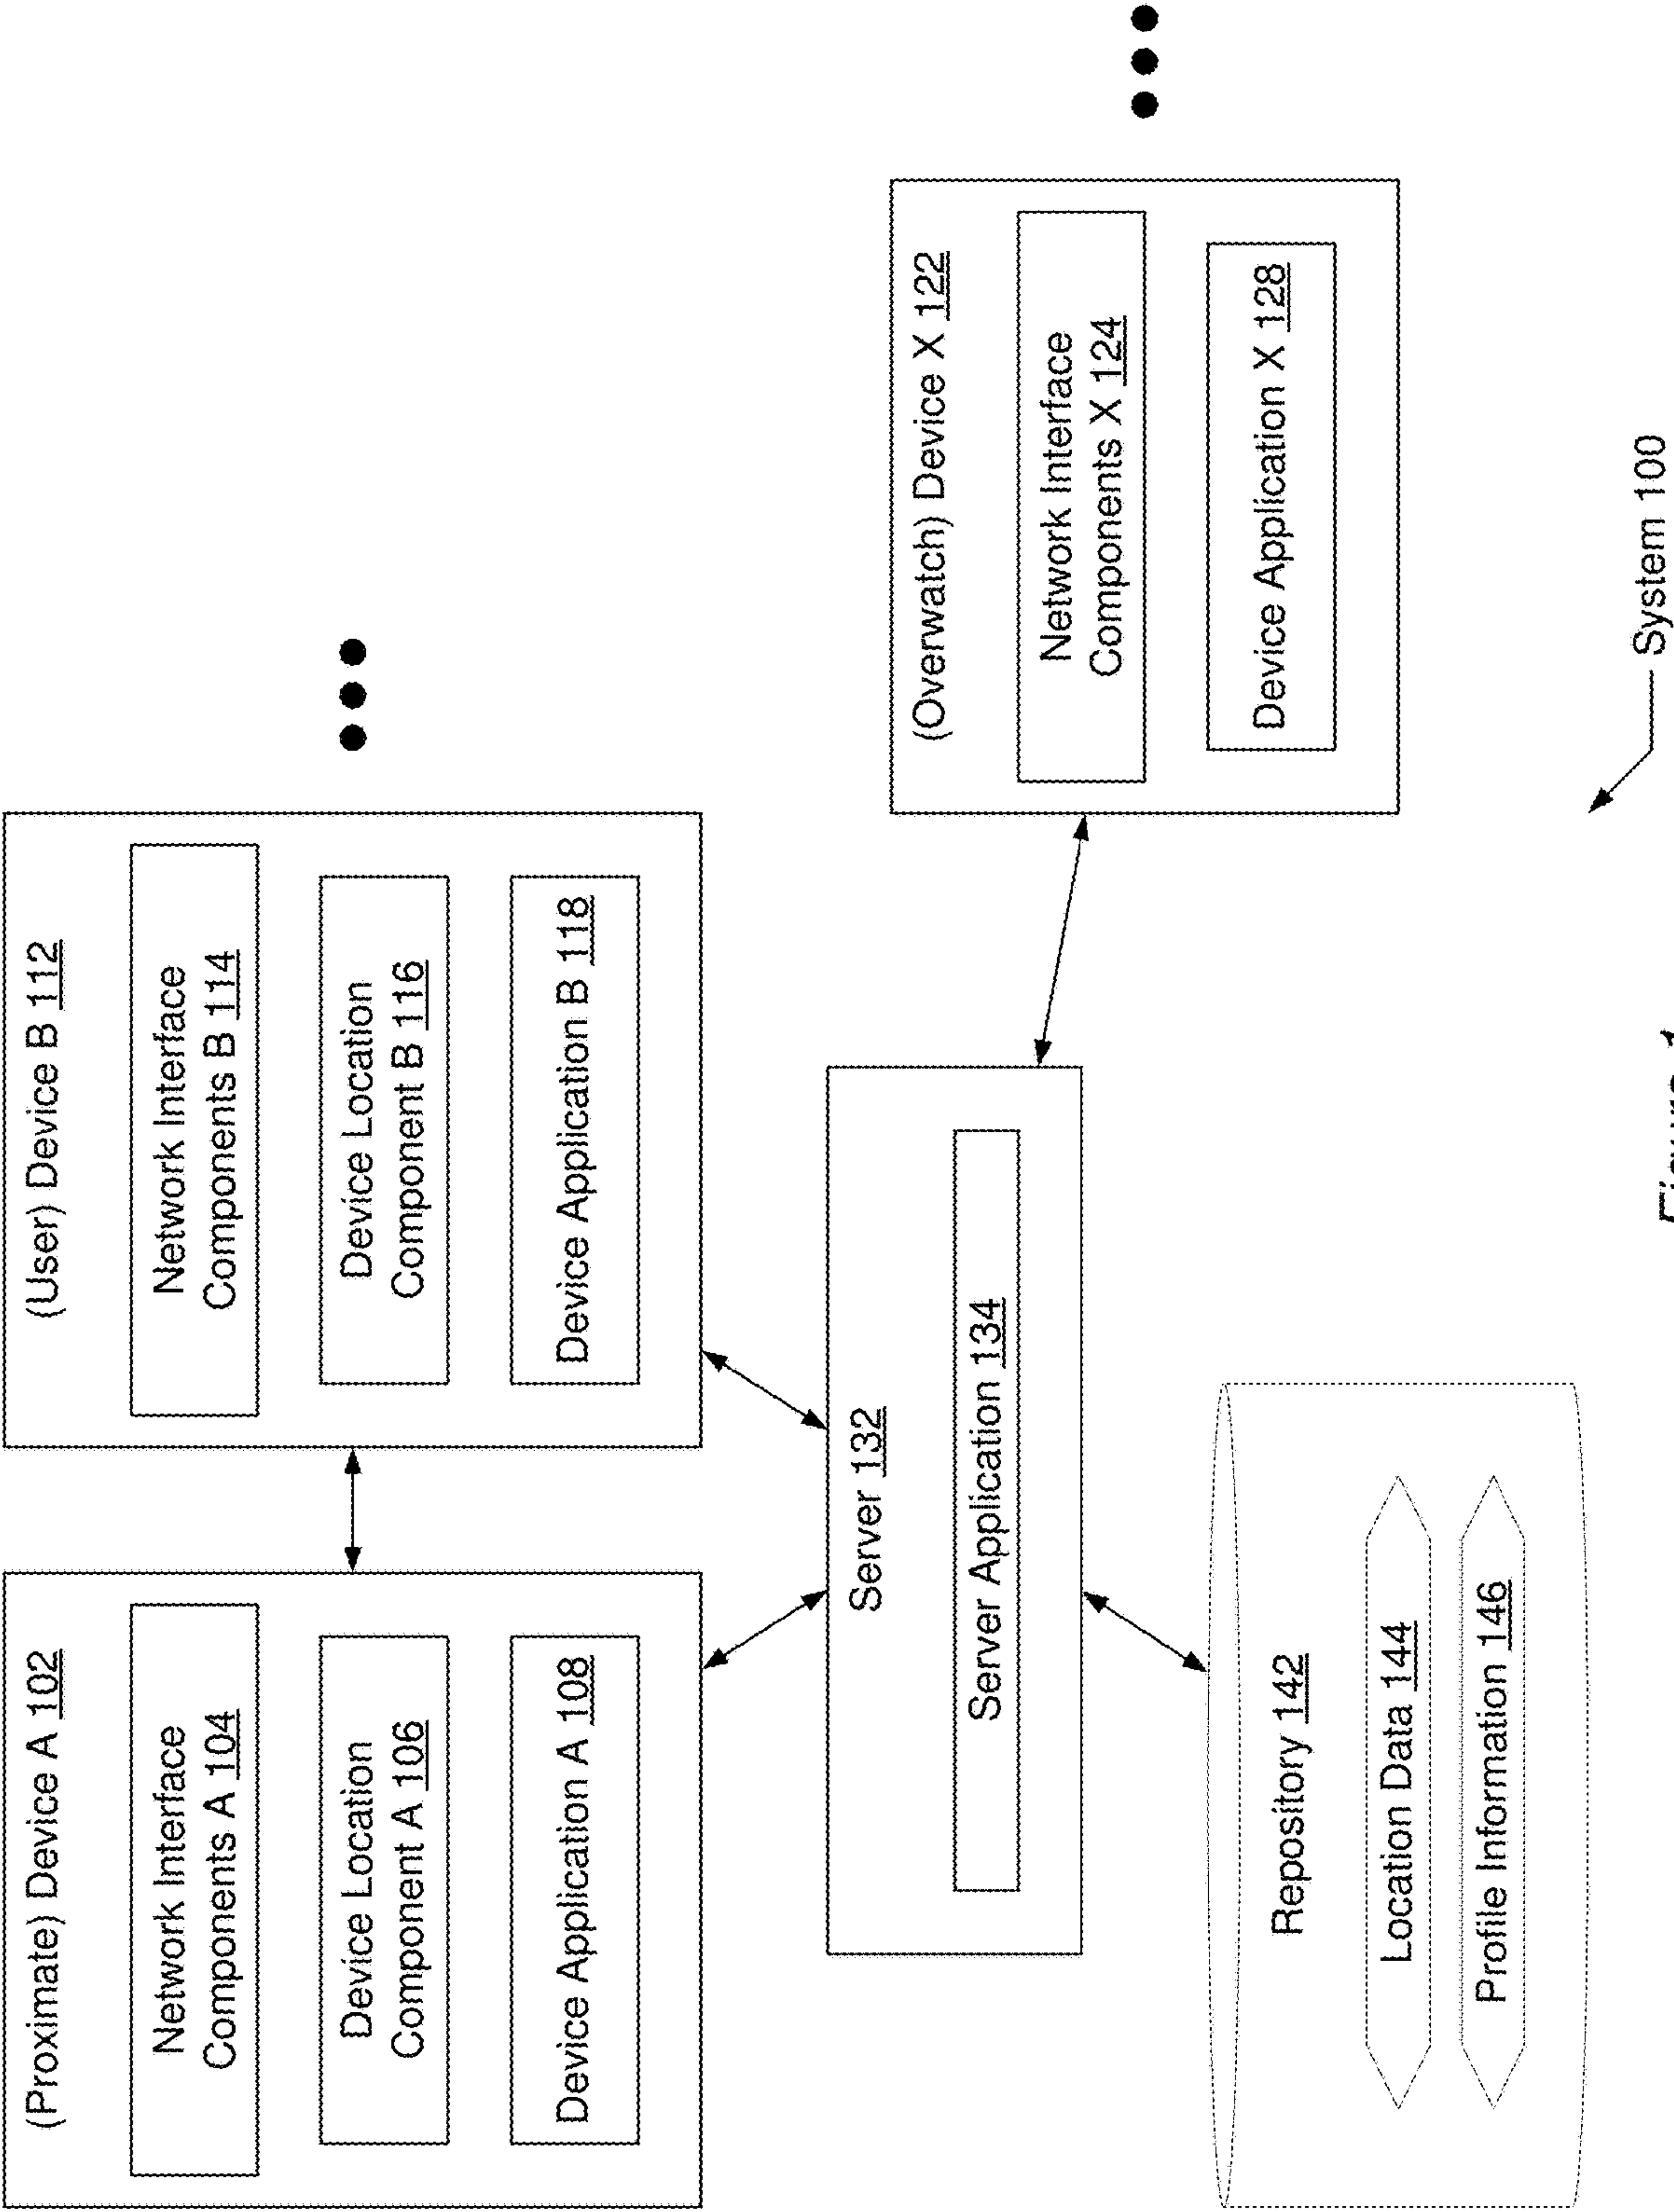 (Proximate) Device A 102
Network Interface
Components A 104
Device Location
Component A 106
Device Application A 108
(User) Device B 112
Network Interface
Components B 114
Device Location
Component B 116
Device Application B 118
Server 132
Server Application 134
(Overwatch) Device X 122
Network Interface
Components X 124
Device Application X 128
Repository 142
Location Data 144
Profile Information 146
System 100
Figure 1